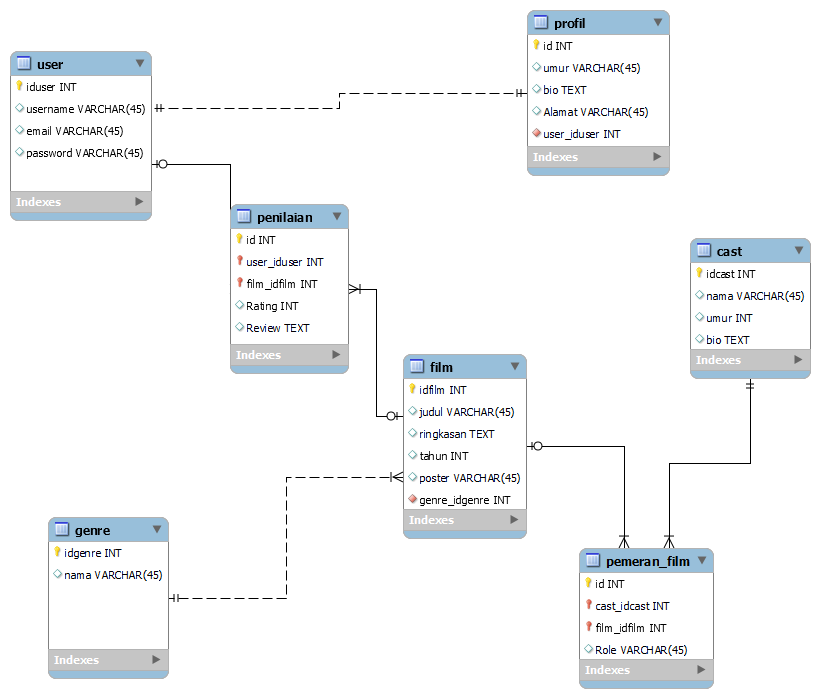 user
iduser INT
username VARCHAR(45)
email VARCHAR(45)
password VARCHAR(45)
Indexes
profil
id INT
umur VARCHAR(45)
bio TEXT
Alamat VARCHAR(45)
user_iduser INT
Indexes
penilaian
id INT
user_iduser INT
film_idfilm INT
Rating INT
Review TEXT
Indexes
cast
idcast INT
nama VARCHAR(45)
umur INT
bio TEXT
Indexes
film
idfilm INT
judul VARCHAR(45)
ringkasan TEXT
tahun INT
poster VARCHAR(45)
genre_idgenre INT
Indexes
genre
idgenre INT
nama VARCHAR(45)
Indexes
pemeran_film
id INT
cast_idcast INT
film_idfilm INT
Role VARCHAR(45)
Indexes